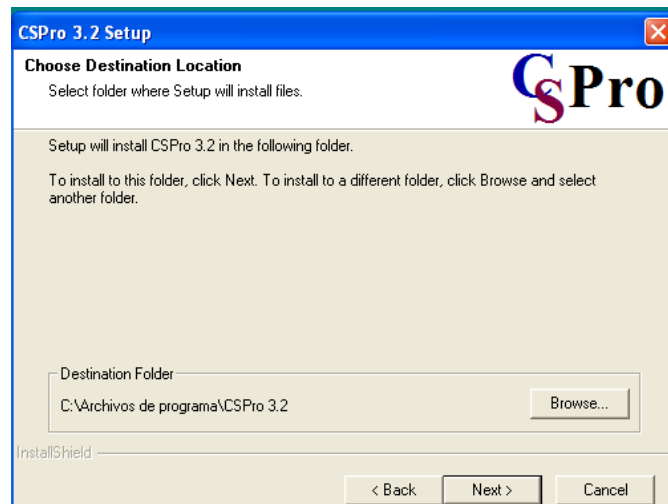 CSPro 3.2 Setup
Choose Destination Location
Select folder where Setup will install files.
CSPro
Setup will install CSPro 3.2 in the following folder.
To install to this folder, click Next. To install to a different folder, click Browse and select
another folder.
Destination Folder
C:\Archivos de programa\CSPro 3.2
Browse...
InstallShield
< Back
Next >
Cancel